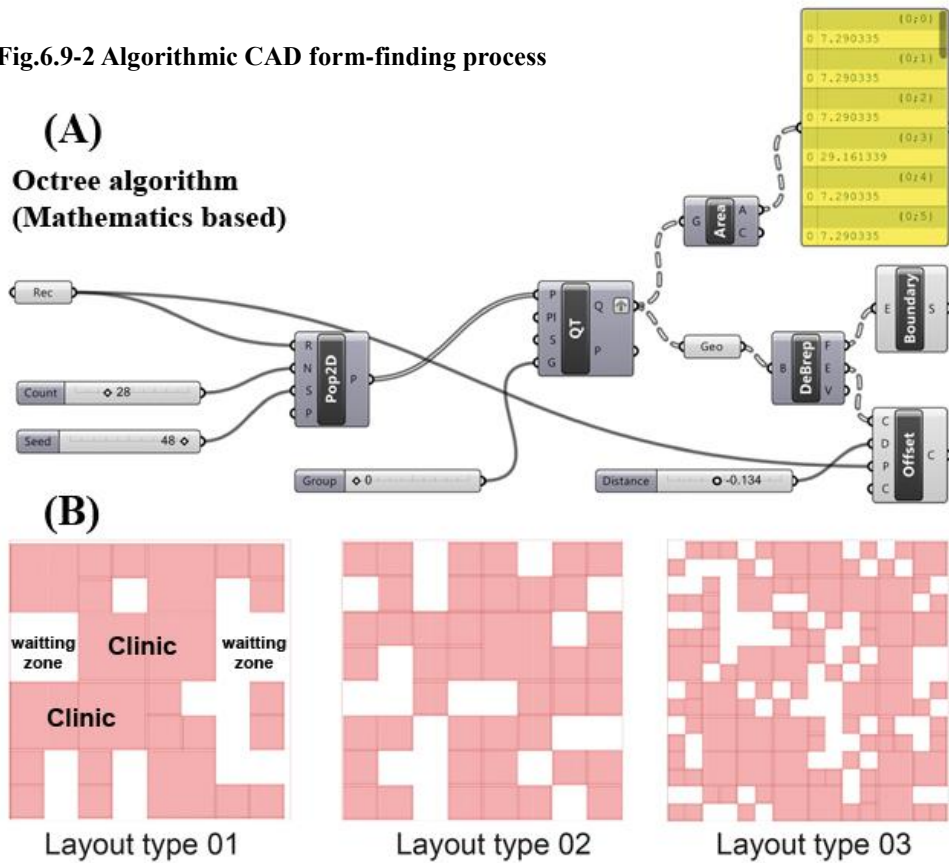 Fig.6.9-2 Algorithmic CAD form-finding process
(A)
Octree algorithm
(Mathematics based)
{0;0}
0 7.290335
{0;1}
0 7.290335
{0;2}
0 7.290335
{0;3}
0 29.161339
{0;4}
0 7.290335
{0;5}
0 7.290335
G Area A C
Rec
Count 28
Seed 48
R N S P Pop2D P
P PI S G QT Q P
Geo
B DeBrep F E V
E Boundary S
C D P C Offset C
Group 0
Distance -0.134
(B)
waitting
zone
Clinic
waitting
zone
Clinic
Layout type 01
Layout type 02
Layout type 03